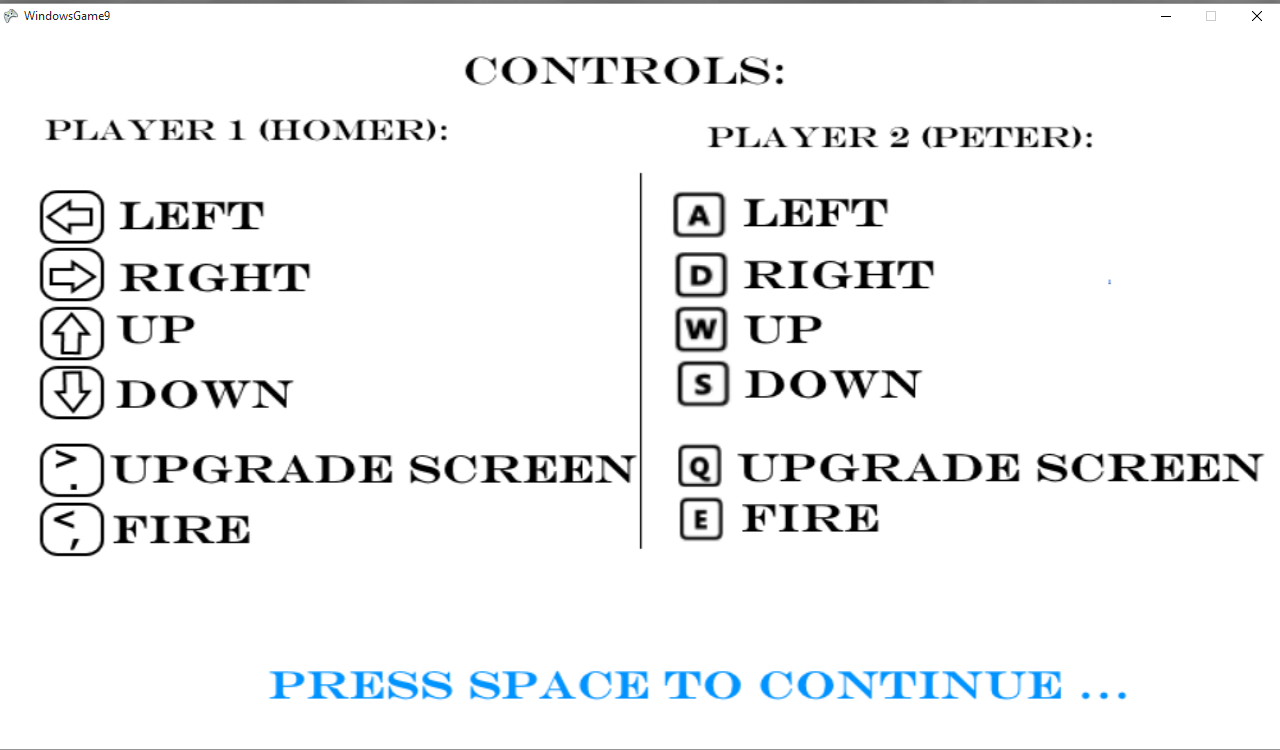 WindowsGame9
CONTROLS:
PLAYER 1 (HOMER):
LEFT
RIGHT
UP
DOWN
> . UPGRADE SCREEN
< , FIRE
PLAYER 2 (PETER):
A LEFT
D RIGHT
W UP
S DOWN
Q UPGRADE SCREEN
E FIRE
PRESS SPACE TO CONTINUE ...